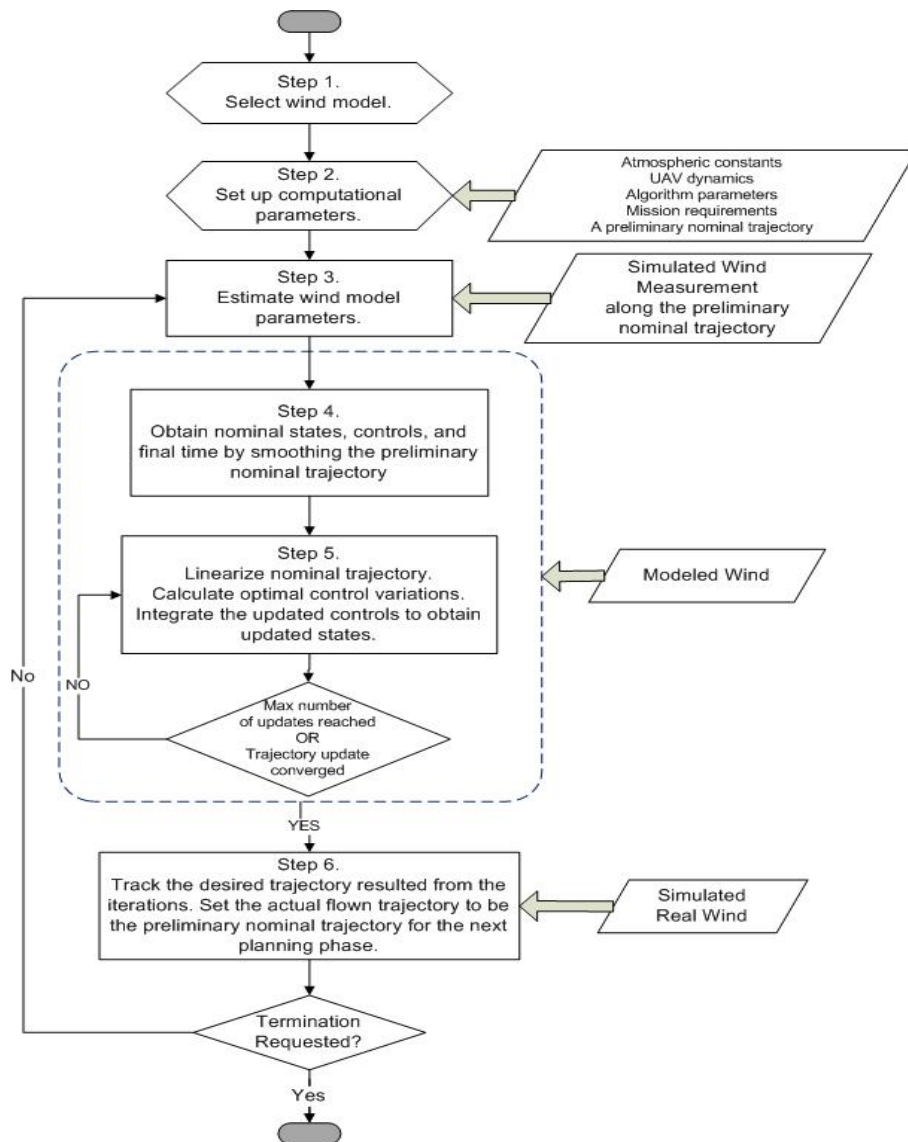 Step 1.
Select wind model.
Step 2.
Set up computational
parameters.
Atmospheric constants
UAV dynamics
Algorithm parameters
Mission requirements
A preliminary nominal trajectory
Step 3.
Estimate wind model
parameters.
Simulated Wind
Measurement
along the preliminary
nominal trajectory
Step 4.
Obtain nominal states, controls, and
final time by smoothing the preliminary
nominal trajectory
Step 5.
Linearize nominal trajectory.
Calculate optimal control variations.
Integrate the updated controls to obtain
updated states.
Modeled Wind
No
NO
Max number
of updates reached
OR
Trajectory update
converged
YES
Step 6.
Track the desired trajectory resulted from the
iterations. Set the actual flown trajectory to be
the preliminary nominal trajectory for the next
planning phase.
Simulated
Real Wind
Termination
Requested?
Yes